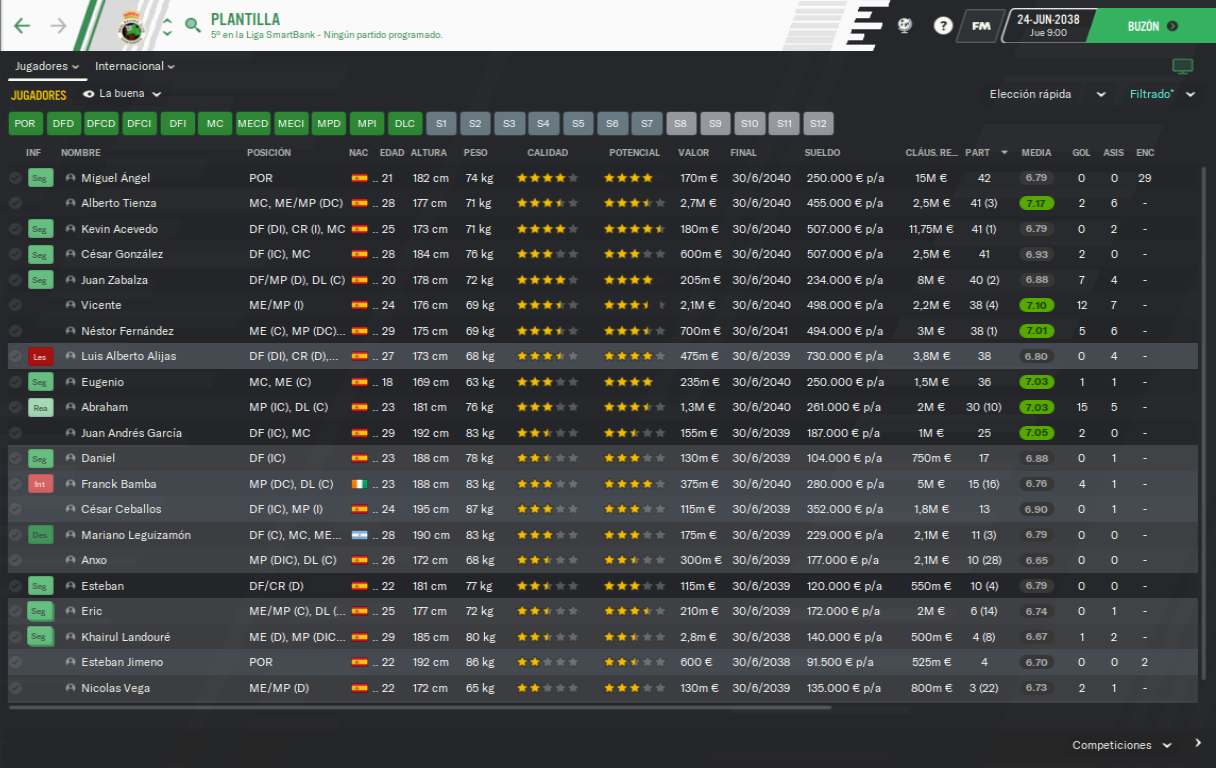 PLANTILLA
5º en la Liga SmartBank - Ningún partido programado.
? FM 24-JUN-2038 Jue 9:00 BUZÓN
Jugadores Internacional
JUGADORES La buena Elección rápida Filtrado*
POR DFD DFCD DFCI DFI MC MECD MECI MPD MPI DLC S1 S2 S3 S4 S5 S6 S7 S8 S9 S10 S11 S12
INF NOMBRE POSICIÓN NAC EDAD ALTURA PESO CALIDAD POTENCIAL VALOR FINAL SUELDO CLÁUS. RE... PART MEDIA GOL ASIS ENC
Seg Miguel Ángel POR .. 21 182 cm 74 kg 170m € 30/6/2040 250.000 € p/a 15M € 42 6.79 0 0 29
Alberto Tienza MC, ME/MP (DC) .. 28 177 cm 71 kg 2,7M € 30/6/2040 455.000 € p/a 2,5M € 41 (3) 7.17 2 6 -
Seg Kevin Acevedo DF (DI), CR (I), MC .. 25 173 cm 71 kg 180m € 30/6/2040 507.000 € p/a 11,75M € 41 (1) 6.79 0 2 -
Seg César González DF (IC), MC .. 28 184 cm 76 kg 600m € 30/6/2040 507.000 € p/a 2,5M € 41 6.93 2 0 -
Seg Juan Zabalza DF/MP (D), DL (C) .. 20 178 cm 72 kg 205m € 30/6/2040 234.000 € p/a 8M € 40 (2) 6.88 7 4 -
Vicente ME/MP (I) .. 24 176 cm 69 kg 2,1M € 30/6/2040 498.000 € p/a 2,2M € 38 (4) 7.10 12 7 -
Néstor Fernández ME (C), MP (DC)... .. 29 175 cm 69 kg 700m € 30/6/2041 494.000 € p/a 3M € 38 (1) 7.01 5 6 -
Les Luis Alberto Alijas DF (DI), CR (D),... .. 27 173 cm 68 kg 475m € 30/6/2039 730.000 € p/a 3,8M € 38 6.80 0 4 -
Seg Eugenio MC, ME (C) .. 18 169 cm 63 kg 235m € 30/6/2040 250.000 € p/a 1,5M € 36 7.03 1 1 -
Rea Abraham MP (IC), DL (C) .. 23 181 cm 76 kg 1,3M € 30/6/2040 261.000 € p/a 2M € 30 (10) 7.03 15 5 -
Juan Andrés García DF (IC), MC .. 29 192 cm 83 kg 155m € 30/6/2039 187.000 € p/a 1M € 25 7.05 2 0 -
Seg Daniel DF (IC) .. 23 188 cm 78 kg 130m € 30/6/2039 104.000 € p/a 750m € 17 6.88 0 1 -
Int Franck Bamba MP (DC), DL (C) .. 23 188 cm 83 kg 375m € 30/6/2040 280.000 € p/a 5M € 15 (16) 6.76 4 1 -
César Ceballos DF (IC), MP (I) .. 24 195 cm 87 kg 115m € 30/6/2039 352.000 € p/a 1,8M € 13 6.90 0 1 -
Des Mariano Leguizamón DF (C), MC, ME... .. 28 190 cm 83 kg 175m € 30/6/2039 229.000 € p/a 2,1M € 11 (3) 6.79 0 0 -
Anxo MP (DIC), DL (C) .. 26 172 cm 68 kg 300m € 30/6/2039 177.000 € p/a 2,1M € 10 (28) 6.65 0 0 -
Seg Esteban DF/CR (D) .. 22 181 cm 77 kg 115m € 30/6/2039 120.000 € p/a 550m € 10 (4) 6.79 0 0 -
Seg Eric ME/MP (C), DL (... .. 25 177 cm 72 kg 210m € 30/6/2039 172.000 € p/a 2M € 6 (14) 6.74 0 1 -
Seg Khairul Landouré ME (D), MP (DIC... .. 29 185 cm 80 kg 2,8m € 30/6/2038 140.000 € p/a 500m € 4 (8) 6.67 1 2 -
Esteban Jimeno POR .. 22 192 cm 86 kg 600 € 30/6/2038 91.500 € p/a 525m € 4 6.70 0 0 2
Nicolas Vega ME/MP (D) .. 22 172 cm 65 kg 130m € 30/6/2039 135.000 € p/a 800m € 3 (22) 6.73 2 1 -
Competiciones